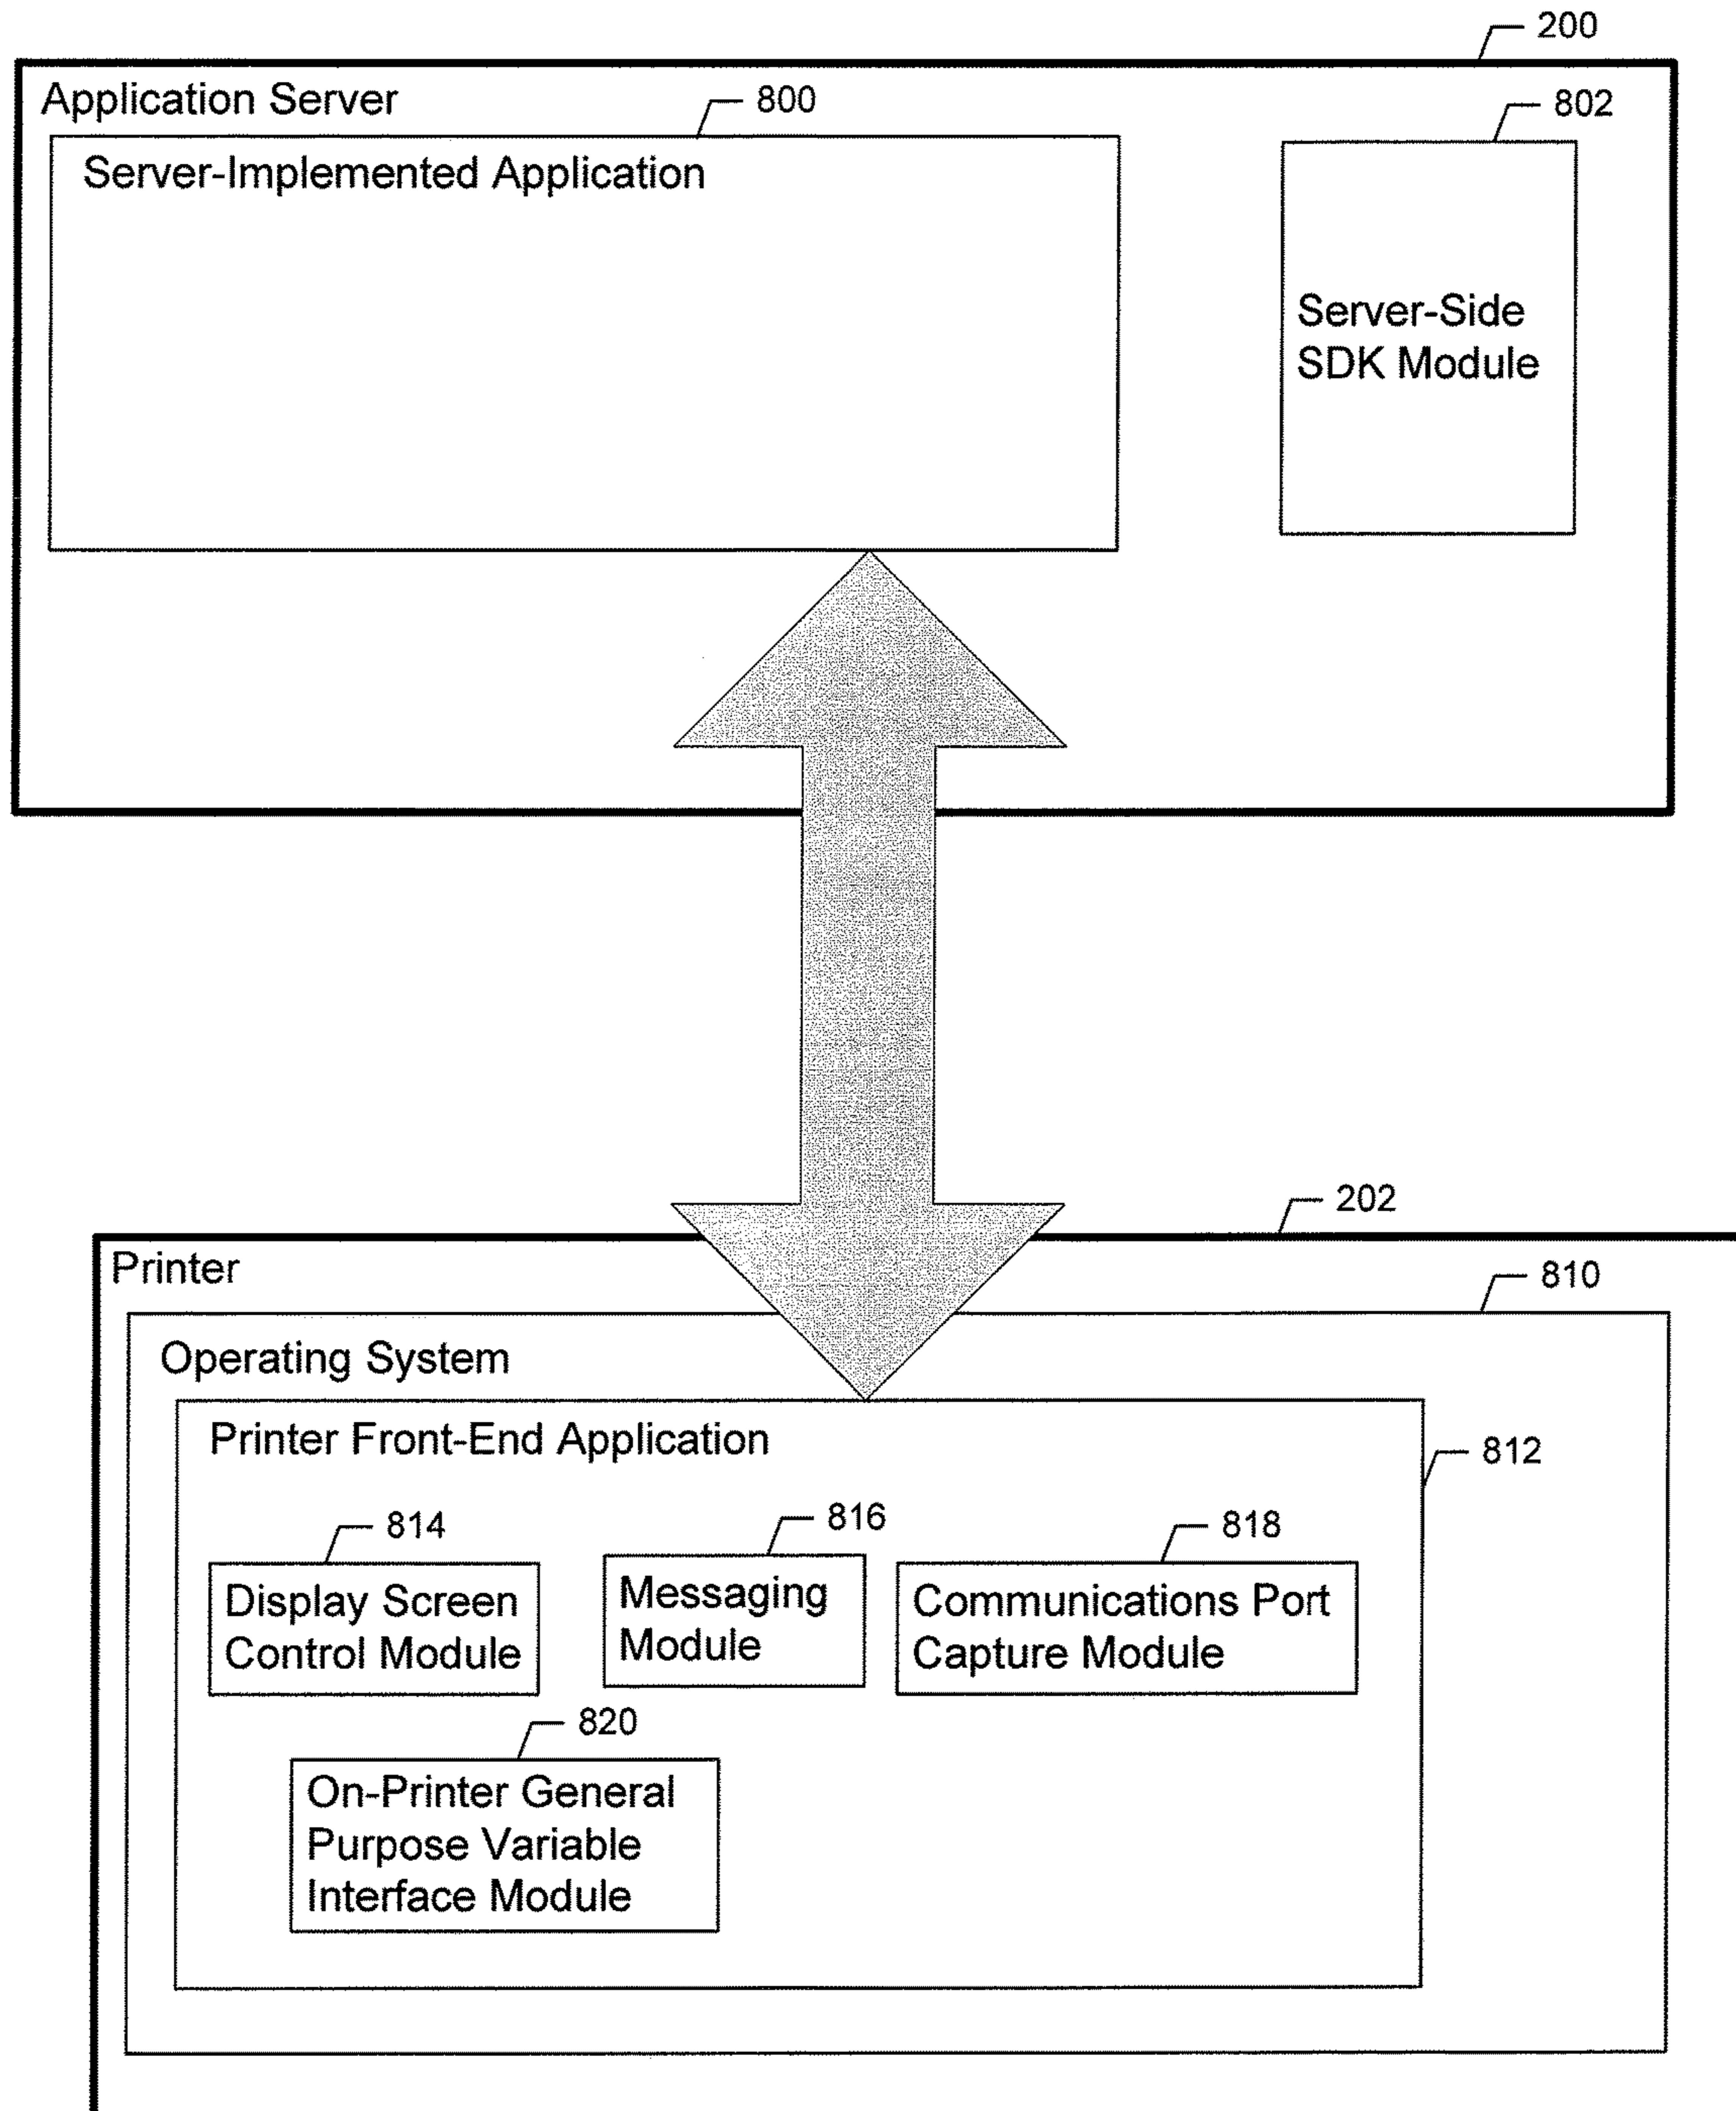 200
Application Server
800
802
Server-Implemented Application
Server-Side
SDK Module
202
Printer
810
Operating System
Printer Front-End Application
812
814
816
818
Display Screen
Control Module
Messaging
Module
Communications Port
Capture Module
820
On-Printer General
Purpose Variable
Interface Module